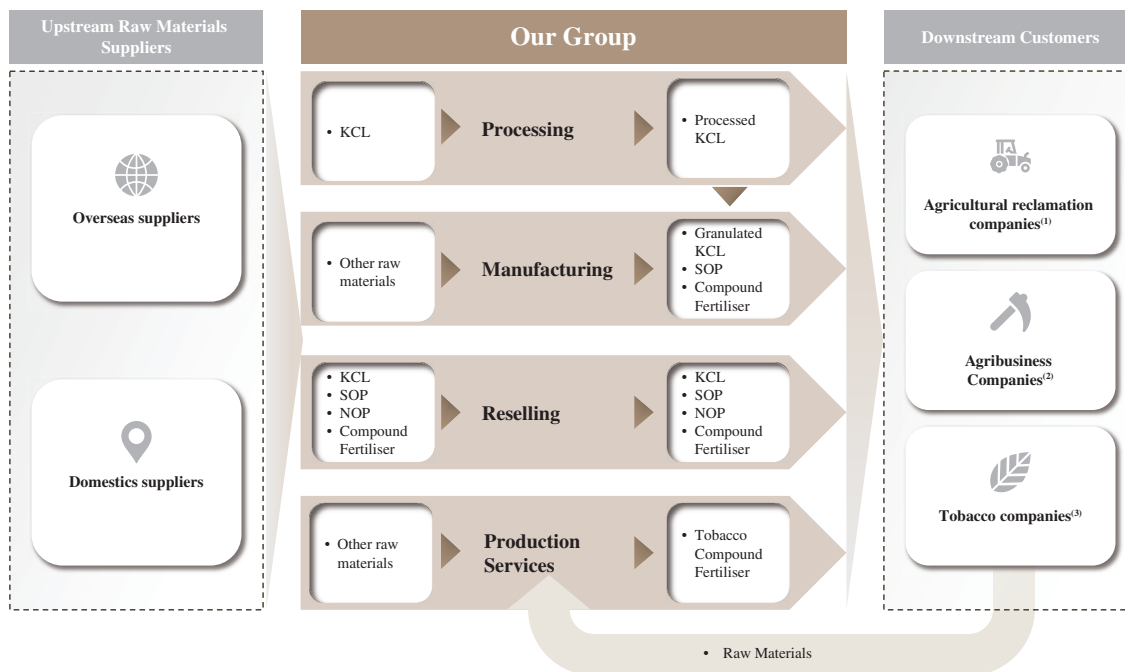 Upstream Raw Materials
Suppliers
Our Group
Downstream Customers
Overseas suppliers
Domestics suppliers
• KCL
Processing
• Processed
KCL
• Other raw
materials
Manufacturing
• Granulated
KCL
• SOP
• Compound
Fertiliser
• KCL
• SOP
• NOP
• Compound
Fertiliser
Reselling
• KCL
• SOP
• NOP
• Compound
Fertiliser
• Other raw
materials
Production
Services
• Tobacco
Compound
Fertiliser
Agricultural reclamation
companies(1)
Agribusiness
Companies(2)
Tobacco companies(3)
• Raw Materials